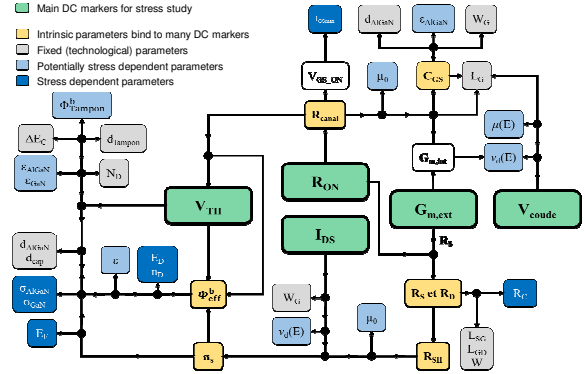 Main DC markers for stress study
Intrinsic parameters bind to many DC markers
Fixed (technological) parameters
Potentially stress dependent parameters
Stress dependent parameters
d_AlGaN
ε_AlGaN
W_G
V_GS_ON
μ_0
C_GS
L_G
Φ^b_Tampon
R_canal
μ(E)
ΔE_C
d_Tampon
G_m,int
v_d(E)
ε_AlGaN
ε_GaN
N_D
R_ON
V_TH
G_m,ext
V_coude
I_DS
R_s
d_AlGaN
d_cap
ε
E_D
n_D
σ_AlGaN
σ_GaN
Φ^b_eff
W_G
R_S et R_D
R_C
E_F
v_d(E)
μ_0
L_SG
L_GD
W
n_s
R_SH